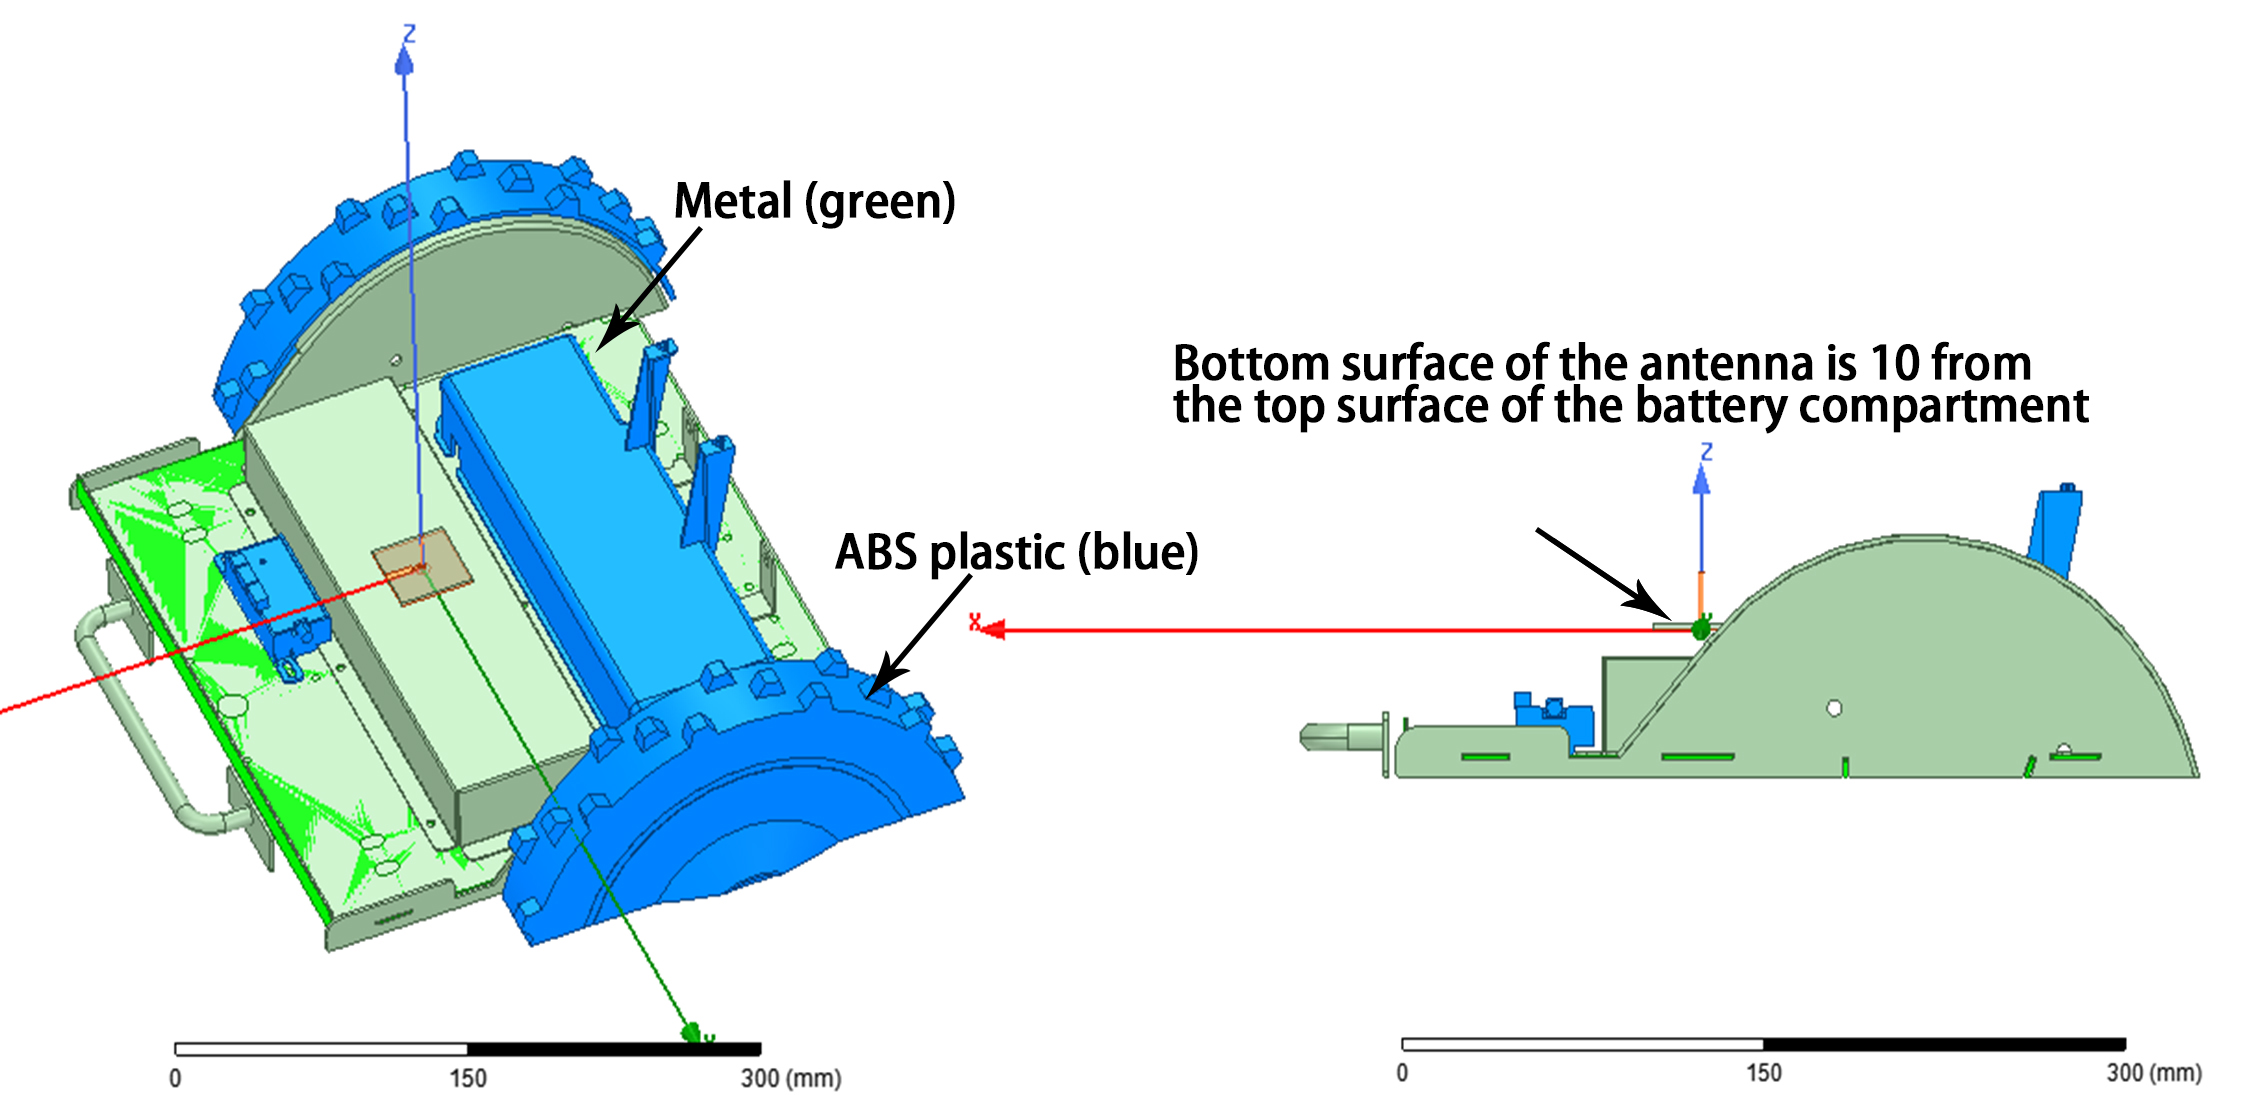 Z
Metal (green)
ABS plastic (blue)
0 150 300 (mm)
Bottom surface of the antenna is 10 from
the top surface of the battery compartment
Z
X
0 150 300 (mm)